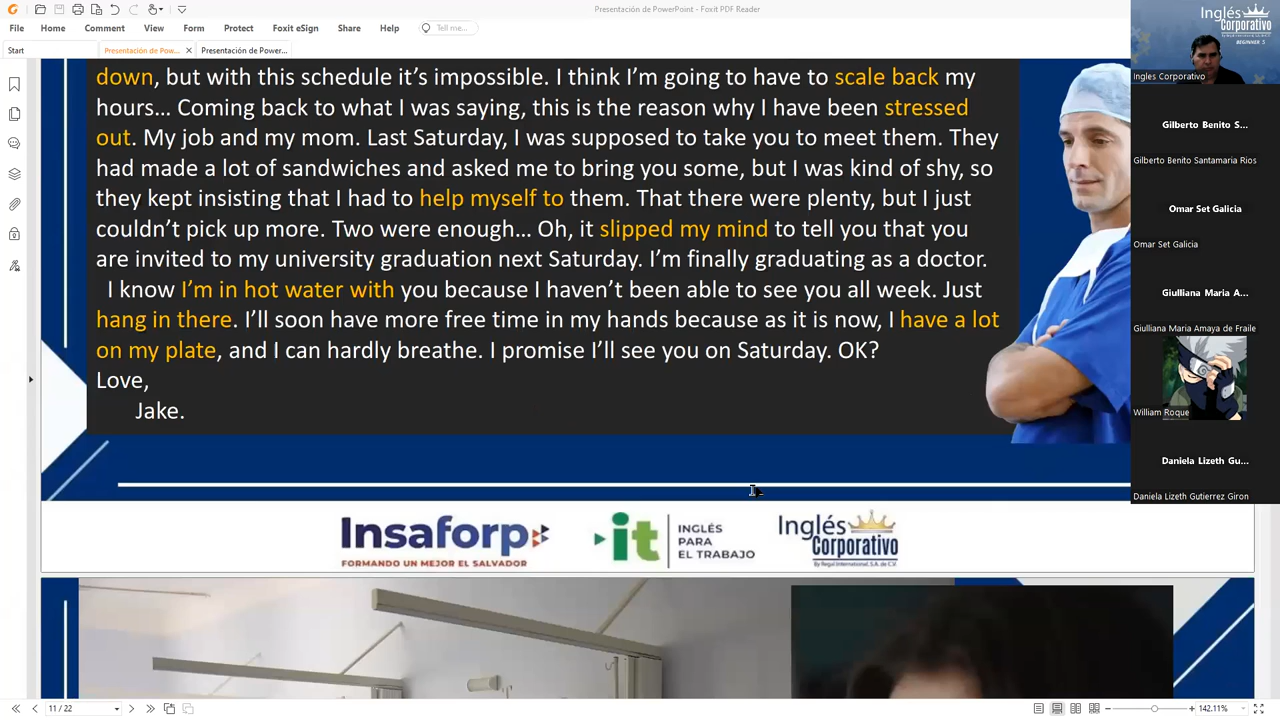 Presentación de PowerPoint - Foxit PDF Reader
File Home Comment View Form Protect Foxit eSign Share Help Tell me...
Start Presentación de Pow... Presentación de Power...
down, but with this schedule it’s impossible. I think I’m going to have to scale back my
hours… Coming back to what I was saying, this is the reason why I have been stressed
out. My job and my mom. Last Saturday, I was supposed to take you to meet them. They
had made a lot of sandwiches and asked me to bring you some, but I was kind of shy, so
they kept insisting that I had to help myself to them. That there were plenty, but I just
couldn’t pick up more. Two were enough… Oh, it slipped my mind to tell you that you
are invited to my university graduation next Saturday. I’m finally graduating as a doctor.
I know I’m in hot water with you because I haven’t been able to see you all week. Just
hang in there. I’ll soon have more free time in my hands because as it is now, I have a lot
on my plate, and I can hardly breathe. I promise I’ll see you on Saturday. OK?
Love,
Jake.
Insaforp
FORMANDO UN MEJOR EL SALVADOR
it
INGLÉS
PARA
EL TRABAJO
Inglés
Corporativo
By Regal International, S.A. de C.V.
Inglés
Corporativo
By Regal International, S.A. de C.V.
BEGINNER 5
Ingles Corporativo
Gilberto Benito S...
Gilberto Benito Santamaria Rios
Omar Set Galicia
Omar Set Galicia
Giulliana Maria A...
Giulliana Maria Amaya de Fraile
William Roque
Daniela Lizeth Gu...
Daniela Lizeth Gutierrez Giron
11 / 22
142.11%